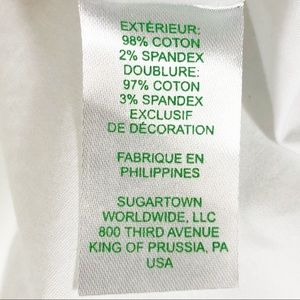 EXTÉRIEUR:
98% COTON
2% SPANDEX
DOUBLURE:
97% COTON
3% SPANDEX
EXCLUSIF
DE DÉCORATION
FABRIQUE EN
PHILIPPINES
SUGARTOWN
WORLDWIDE, LLC
800 THIRD AVENUE
KING OF PRUSSIA, PA
USA